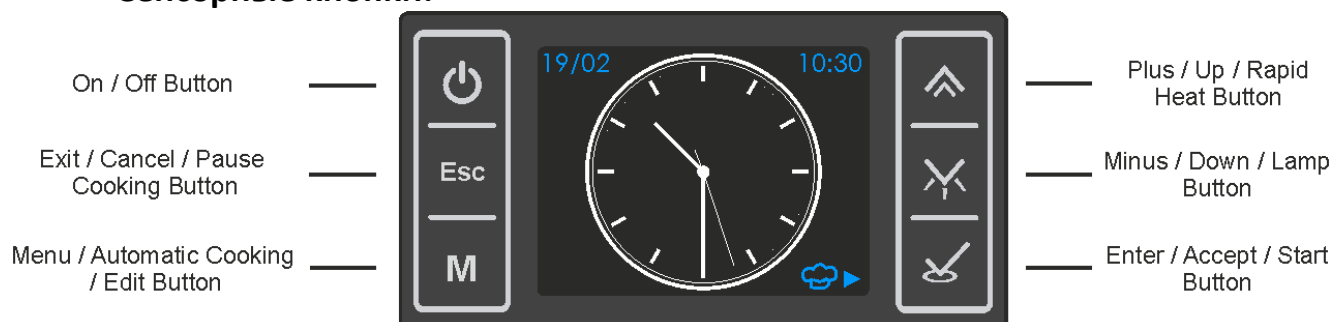 On / Off Button
Exit / Cancel / Pause
Cooking Button
Menu / Automatic Cooking
/ Edit Button
Esc
M
19/02
10:30
Plus / Up / Rapid
Heat Button
Minus / Down / Lamp
Button
Enter / Accept / Start
Button